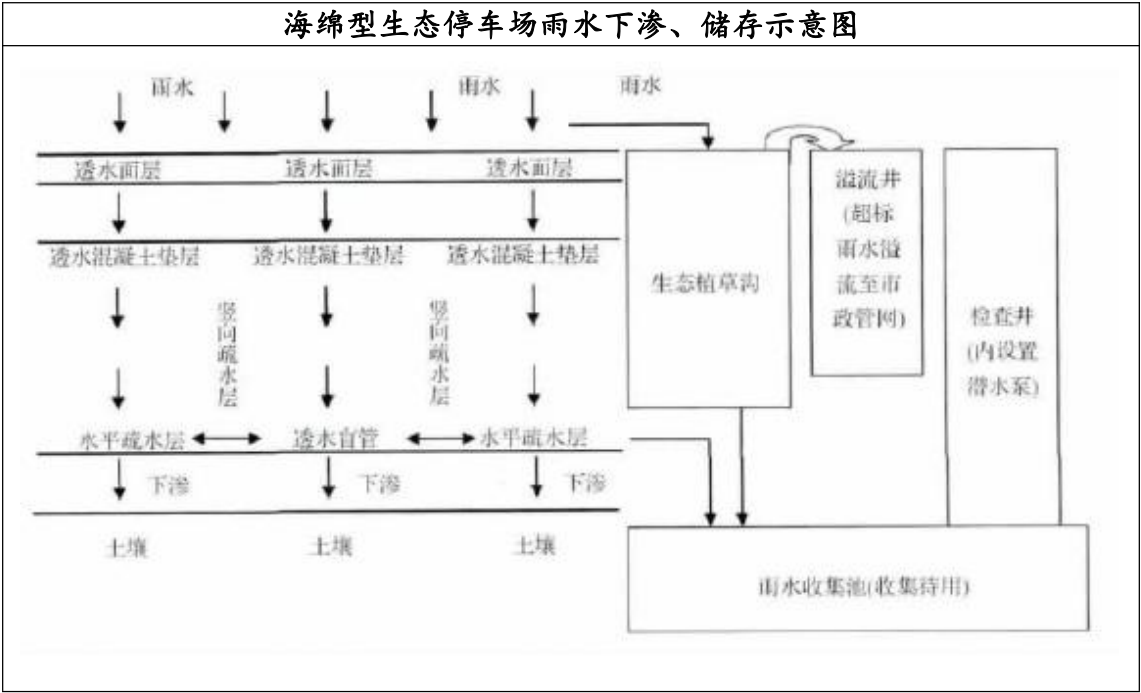 海绵型生态停车场雨水下渗、储存示意图
雨水 雨水 雨水
透水面层 透水面层 透水面层
透水混凝土垫层 透水混凝土垫层 透水混凝土垫层
竖向疏水层 竖向疏水层
水平疏水层 透水盲管 水平疏水层
下渗 下渗 下渗
土壤 土壤 土壤
生态植草沟
溢流井
(超标
雨水溢
流至市
政管网)
检查井
(内设置
潜水泵)
雨水收集池(收集待用)